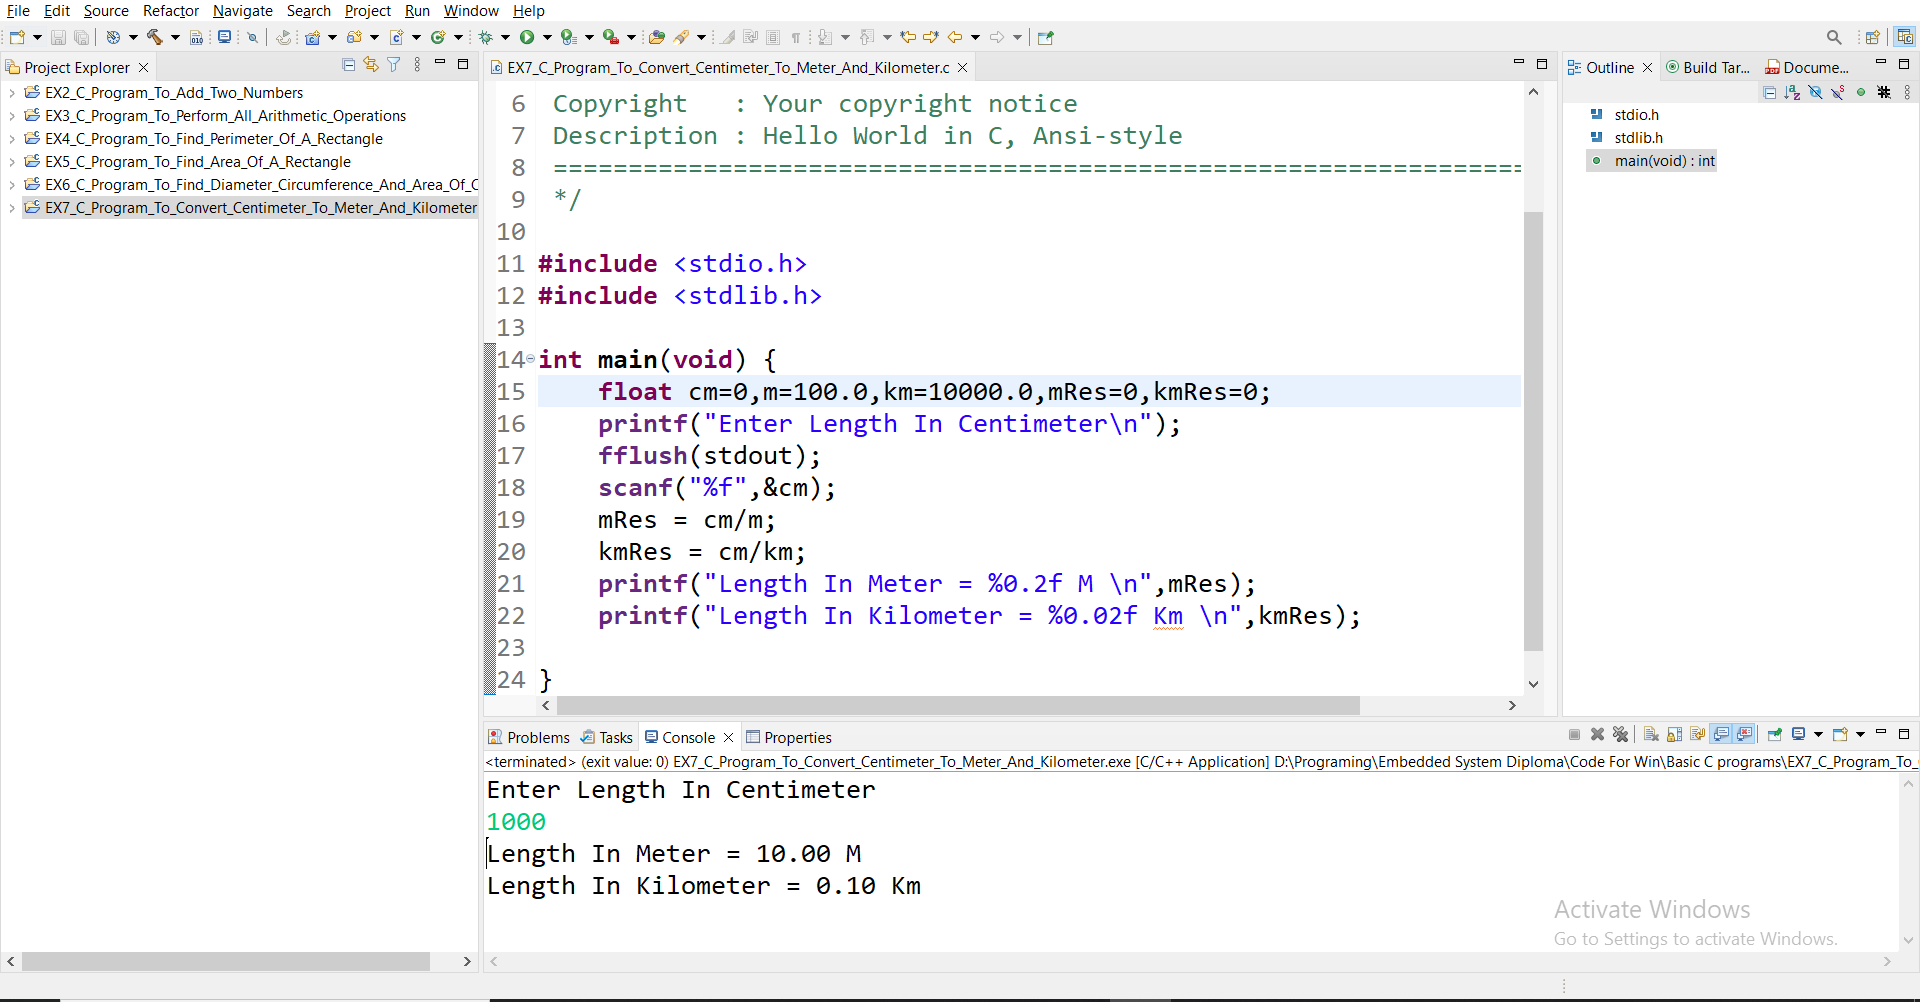 File Edit Source Refactor Navigate Search Project Run Window Help
Project Explorer
EX2_C_Program_To_Add_Two_Numbers
EX3_C_Program_To_Perform_All_Arithmetic_Operations
EX4_C_Program_To_Find_Perimeter_Of_A_Rectangle
EX5_C_Program_To_Find_Area_Of_A_Rectangle
EX6_C_Program_To_Find_Diameter_Circumference_And_Area_Of_C
EX7_C_Program_To_Convert_Centimeter_To_Meter_And_Kilometer
EX7_C_Program_To_Convert_Centimeter_To_Meter_And_Kilometer.c
6 Copyright   : Your copyright notice
7 Description : Hello World in C, Ansi-style
8 =================================================================
9 */
10
11 #include <stdio.h>
12 #include <stdlib.h>
13
14 int main(void) {
15     float cm=0,m=100.0,km=10000.0,mRes=0,kmRes=0;
16     printf("Enter Length In Centimeter\n");
17     fflush(stdout);
18     scanf("%f",&cm);
19     mRes = cm/m;
20     kmRes = cm/km;
21     printf("Length In Meter = %0.2f M \n",mRes);
22     printf("Length In Kilometer = %0.02f Km \n",kmRes);
23
24 }
Outline Build Tar... Docume...
stdio.h
stdlib.h
main(void) : int
Problems Tasks Console Properties
<terminated> (exit value: 0) EX7_C_Program_To_Convert_Centimeter_To_Meter_And_Kilometer.exe [C/C++ Application] D:\Programing\Embedded System Diploma\Code For Win\Basic C programs\EX7_C_Program_To_
Enter Length In Centimeter
1000
Length In Meter = 10.00 M
Length In Kilometer = 0.10 Km
Activate Windows
Go to Settings to activate Windows.